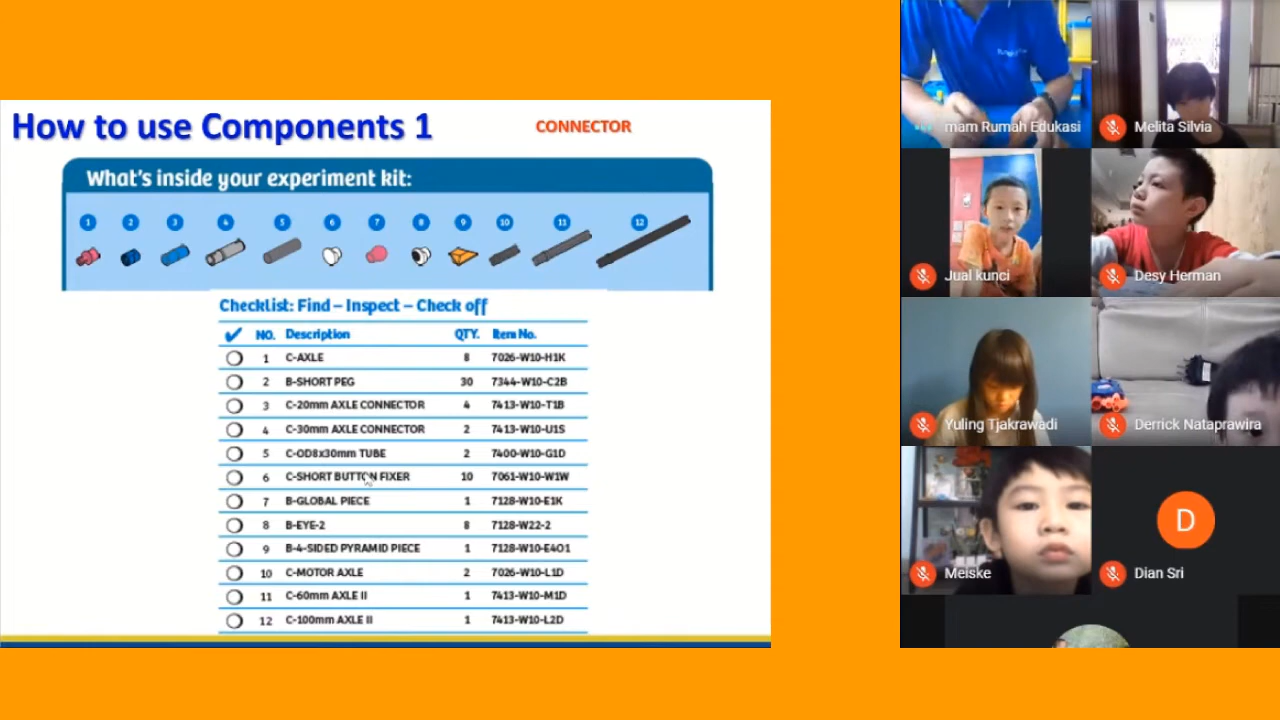 How to use Components 1
CONNECTOR
What's inside your experiment kit:
1 2 3 4 5 6 7 8 9 10 11 12
Checklist: Find – Inspect – Check off
✓ NO. Description QTY. Item No.
1 C-AXLE 8 7026-W10-H1K
2 B-SHORT PEG 30 7344-W10-C2B
3 C-20mm AXLE CONNECTOR 4 7413-W10-T1B
4 C-30mm AXLE CONNECTOR 2 7413-W10-U1S
5 C-OD8x30mm TUBE 2 7400-W10-G1D
6 C-SHORT BUTTON FIXER 10 7061-W10-W1W
7 B-GLOBAL PIECE 1 7128-W10-E1K
8 B-EYE-2 8 7128-W22-2
9 B-4-SIDED PYRAMID PIECE 1 7128-W10-E4O1
10 C-MOTOR AXLE 2 7026-W10-L1D
11 C-60mm AXLE II 1 7413-W10-M1D
12 C-100mm AXLE II 1 7413-W10-L2D
mam Rumah Edukasi
Melita Silvia
Jual kunci
Desy Herman
Yuling Tjakrawadi
Derrick Nataprawira
Meiske
D
Dian Sri